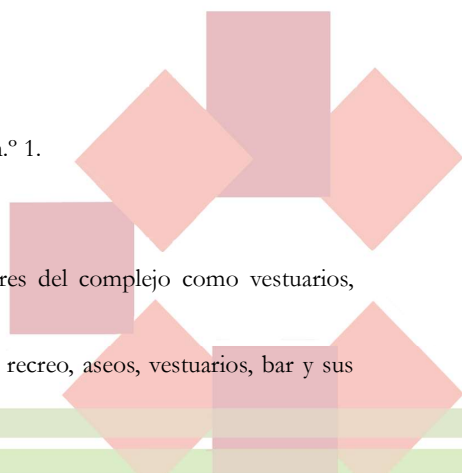 n.º 1.
res del complejo como vestuarios,
recreo, aseos, vestuarios, bar y sus